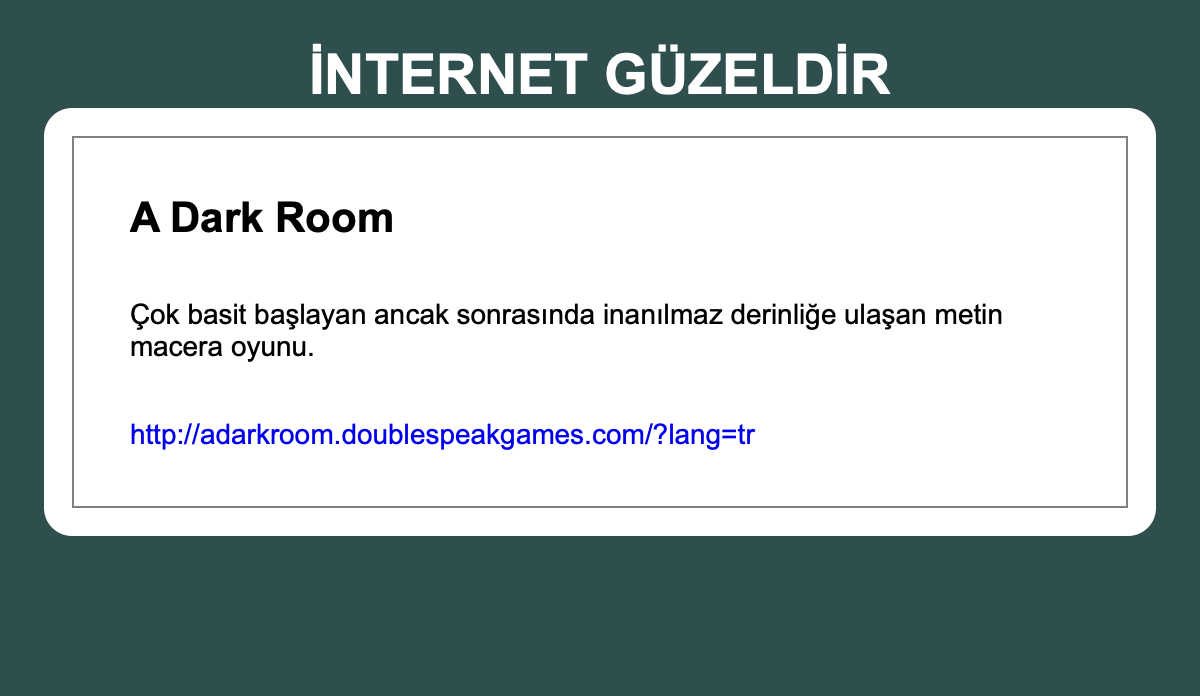 İNTERNET GÜZELDİR
A Dark Room
Çok basit başlayan ancak sonrasında inanılmaz derinliğe ulaşan metin
macera oyunu.
http://adarkroom.doublespeakgames.com/?lang=tr